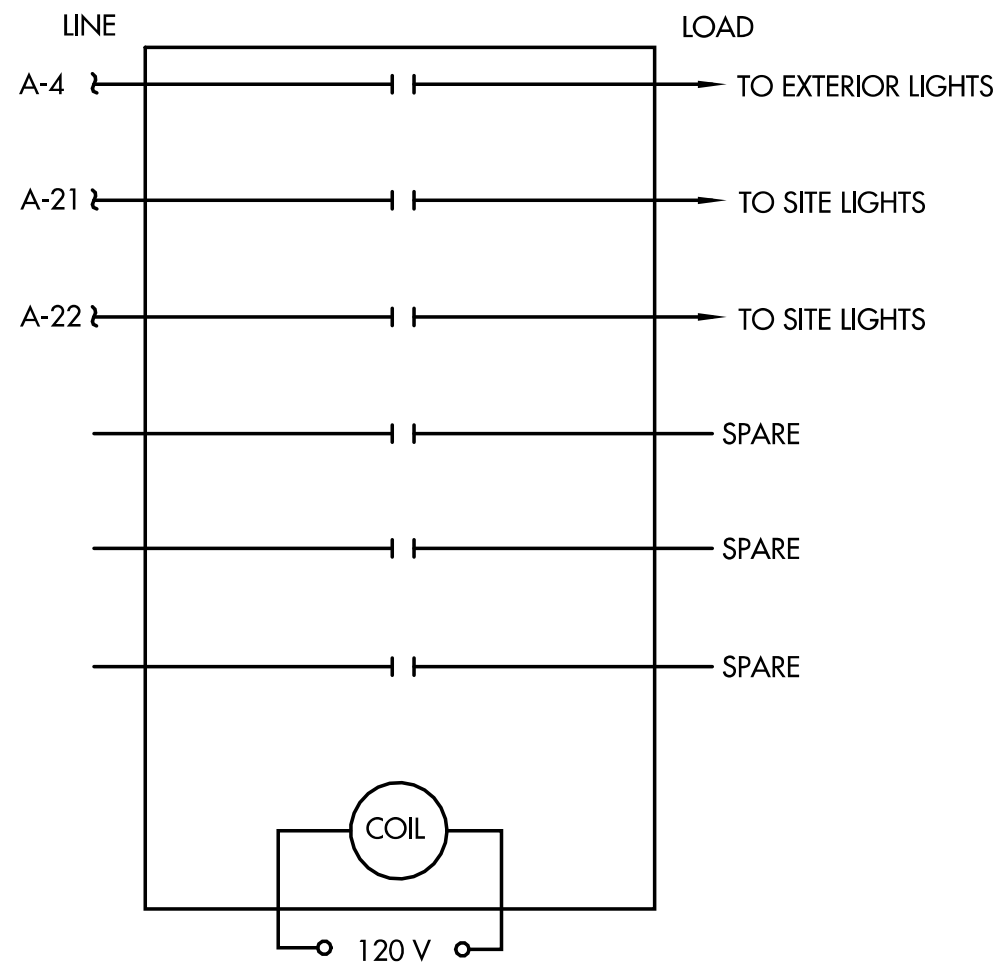 LINE LOAD
A-4 TO EXTERIOR LIGHTS
A-21 TO SITE LIGHTS
A-22 TO SITE LIGHTS
SPARE
SPARE
SPARE
COIL
120 V